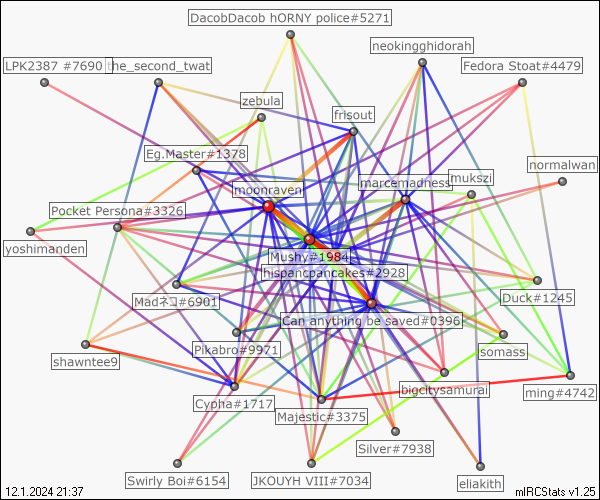 DacobDacob hORNY police#5271
neokingghidorah
LPK2387 #7690
the_second_twat
Fedora Stoat#4479
zebula
frisout
Eg.Master#1378
normalwan
moonraven
marcemadness
mukszi
Pocket Persona#3326
yoshimanden
Mushy#1984
hispancpancakes#2928
Madネコ#6901
Duck#1245
Can anything be saved#0396
Pikabro#9971
somass
shawntee9
bigcitysamurai
ming#4742
Cypha#1717
Majestic#3375
Silver#7938
Swirly Boi#6154
JKOUYH VIII#7034
eliakith
12.1.2024 21:37
mIRCStats v1.25